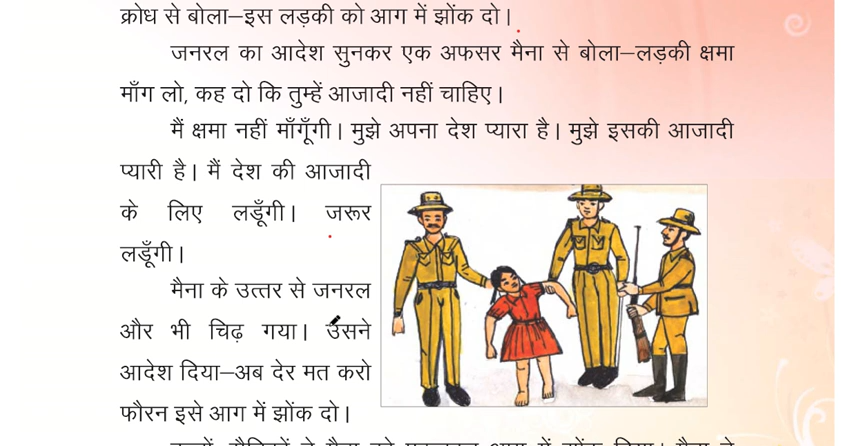 क्रोध से बोला–इस लड़की को आग में झोंक दो।
जनरल का आदेश सुनकर एक अफसर मैना से बोला–लड़की क्षमा
माँग लो, कह दो कि तुम्हें आजादी नहीं चाहिए।
मैं क्षमा नहीं माँगूँगी। मुझे अपना देश प्यारा है। मुझे इसकी आजादी
प्यारी है। मैं देश की आजादी
के लिए लड़ूँगी। जरूर
लड़ूँगी।
मैना के उत्तर से जनरल
और भी चिढ़ गया। उसने
आदेश दिया–अब देर मत करो
फौरन इसे आग में झोंक दो।